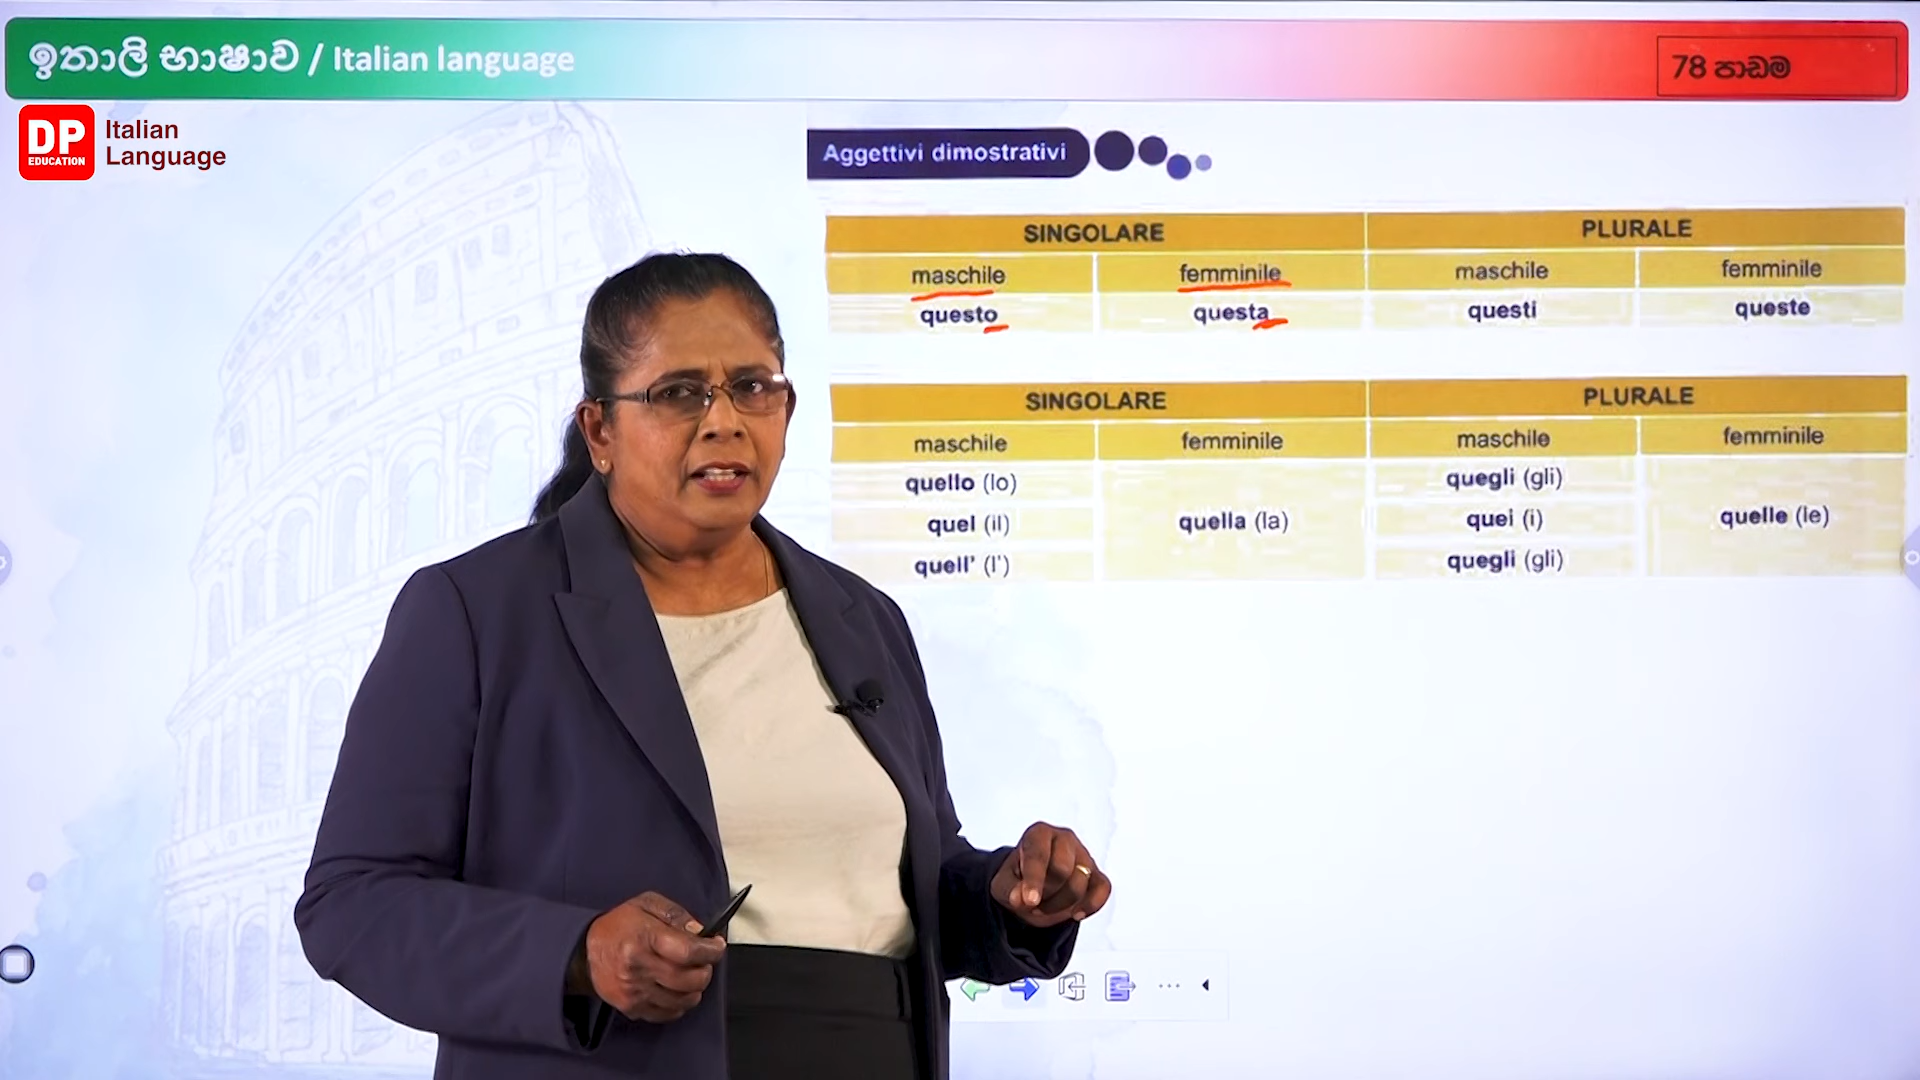 ඉතාලි භාෂාව / Italian language
78 පාඩම
DP EDUCATION
Italian Language
Aggettivi dimostrativi
SINGOLARE PLURALE
maschile femminile maschile femminile
questo questa questi queste
SINGOLARE PLURALE
maschile femminile maschile femminile
quello (lo) quegli (gli)
quel (il) quella (la) quei (i) quelle (le)
quell' (l') quegli (gli)